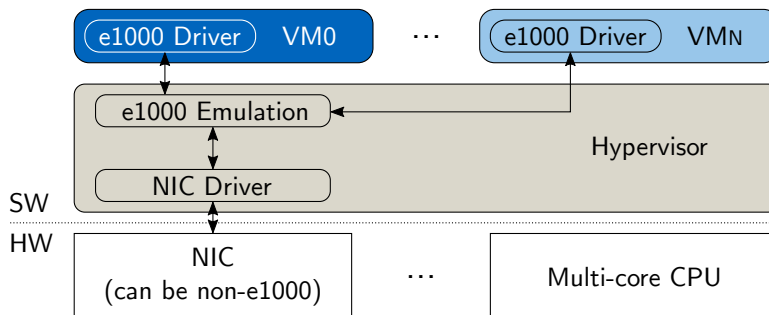 e1000 Driver VM0 ... e1000 Driver VMN
e1000 Emulation
Hypervisor
NIC Driver
SW
HW
NIC
(can be non-e1000)
...
Multi-core CPU